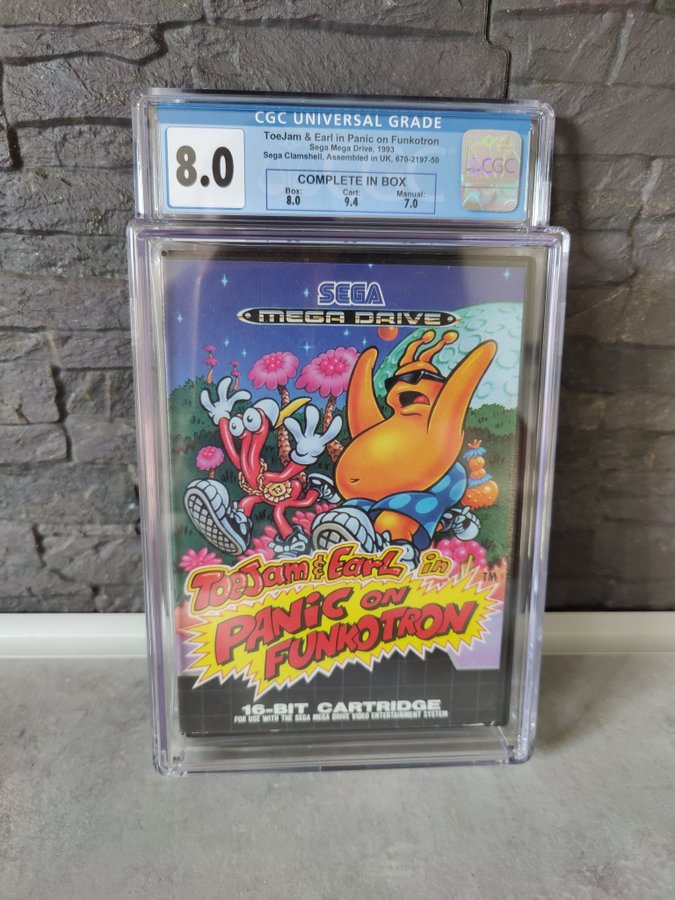 CGC UNIVERSAL GRADE
8.0
ToeJam & Earl in Panic on Funkotron
Sega Mega Drive, 1993
Sega Clamshell, Assembled in UK, 670-2197-50
COMPLETE IN BOX
Box: Cart: Manual:
8.0 9.4 7.0
CGC
SEGA
MEGA DRIVE
ToeJam & Earl in
PANIC ON
FUNKOTRON
TM
16-BIT CARTRIDGE
FOR USE WITH THE SEGA MEGA DRIVE VIDEO ENTERTAINMENT SYSTEM